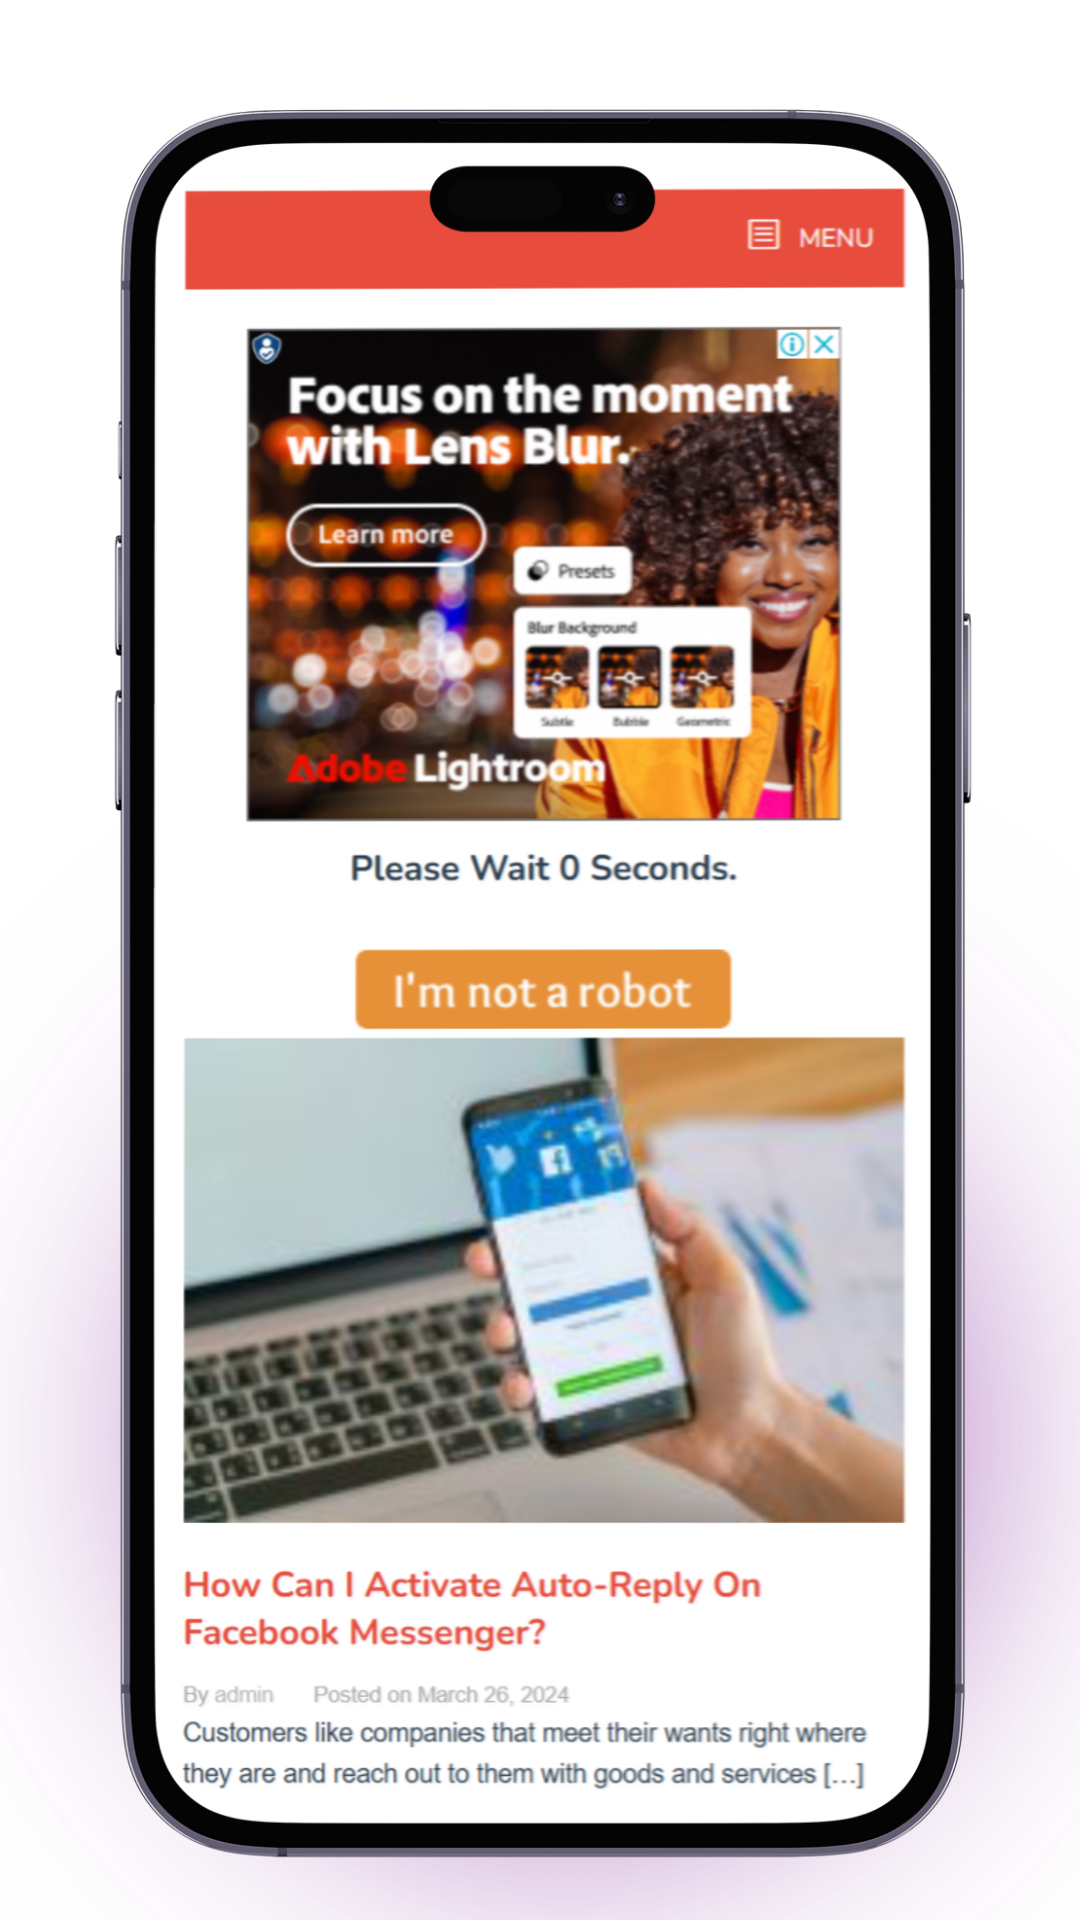 MENU
Focus on the moment
with Lens Blur.
Learn more
Presets
Blur Background
Subtle Bubble Geometric
Adobe Lightroom
Please Wait 0 Seconds.
I'm not a robot
How Can I Activate Auto-Reply On
Facebook Messenger?
By admin Posted on March 26, 2024
Customers like companies that meet their wants right where
they are and reach out to them with goods and services [...]